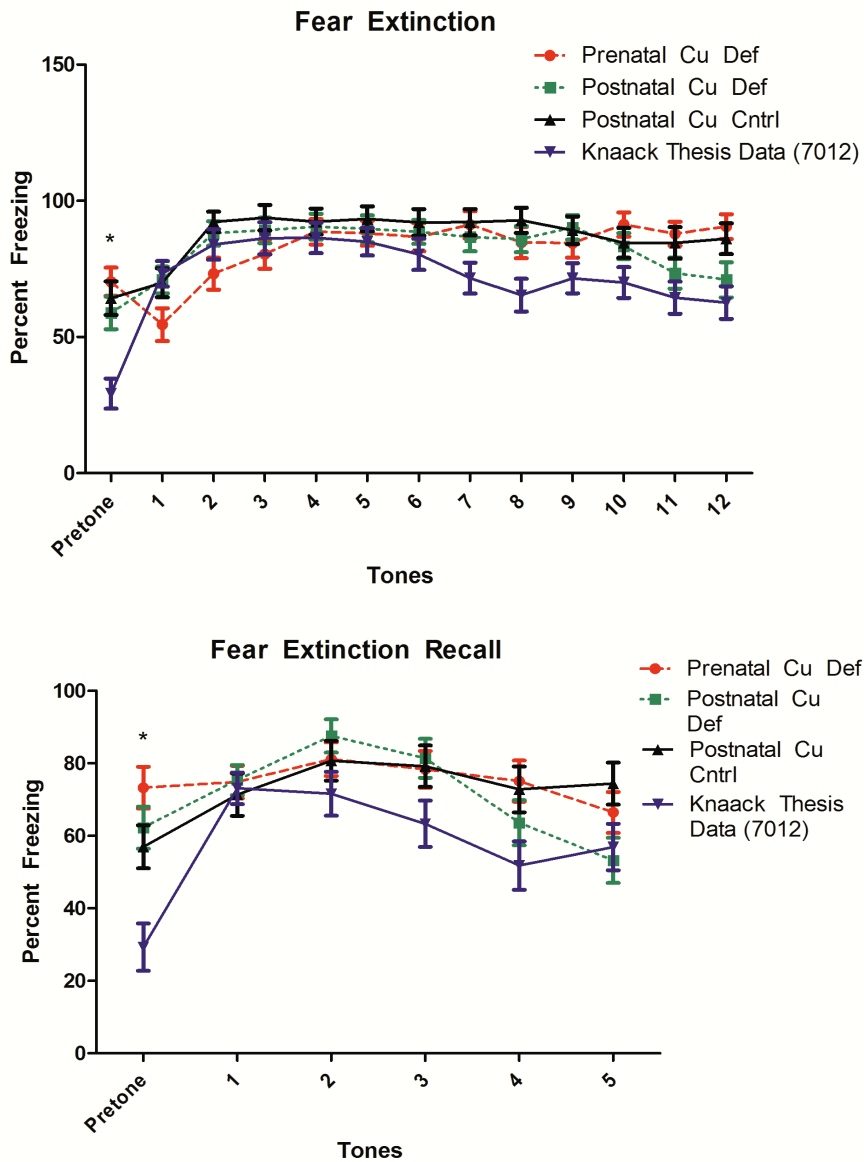 Fear Extinction
Prenatal Cu Def
Postnatal Cu Def
Postnatal Cu Cntrl
Knaack Thesis Data (7012)
150
100
50
0
Percent Freezing
*
Pretone 1 2 3 4 5 6 7 8 9 10 11 12
Tones
Fear Extinction Recall
Prenatal Cu Def
Postnatal Cu
Def
Postnatal Cu
Cntrl
Knaack Thesis
Data (7012)
100
80
60
40
20
0
Percent Freezing
*
Pretone 1 2 3 4 5
Tones